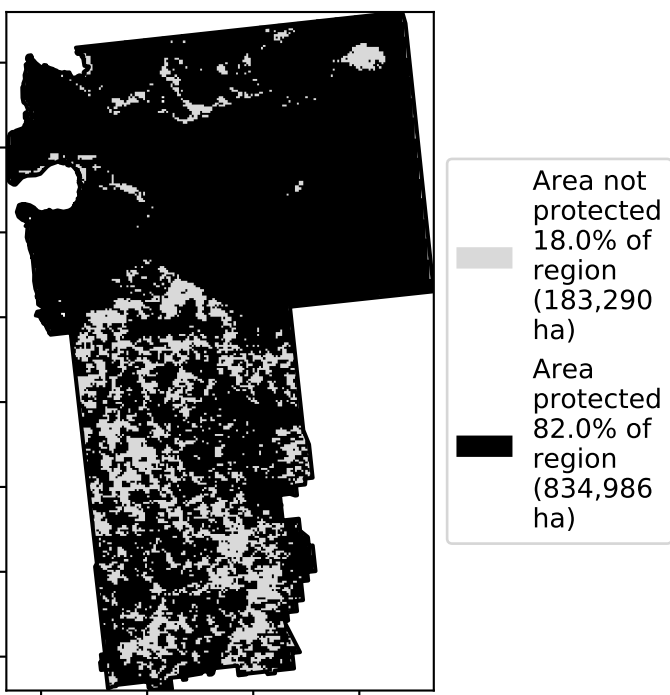 Area not
protected
18.0% of
region
(183,290
ha)
Area
protected
82.0% of
region
(834,986
ha)